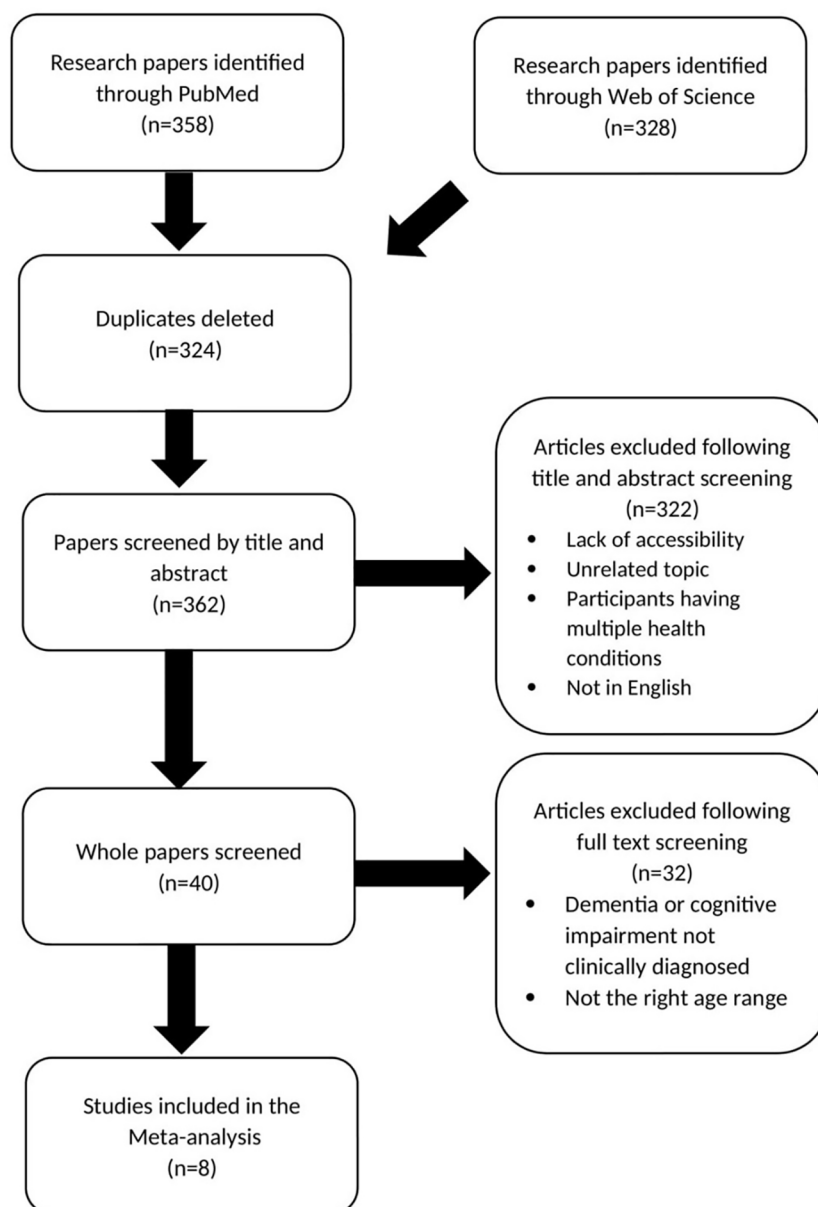 Research papers identified
through PubMed
(n=358)
Research papers identified
through Web of Science
(n=328)
Duplicates deleted
(n=324)
Papers screened by title and
abstract
(n=362)
Articles excluded following
title and abstract screening
(n=322)
• Lack of accessibility
• Unrelated topic
• Participants having
multiple health
conditions
• Not in English
Whole papers screened
(n=40)
Articles excluded following
full text screening
(n=32)
• Dementia or cognitive
impairment not
clinically diagnosed
• Not the right age range
Studies included in the
Meta-analysis
(n=8)